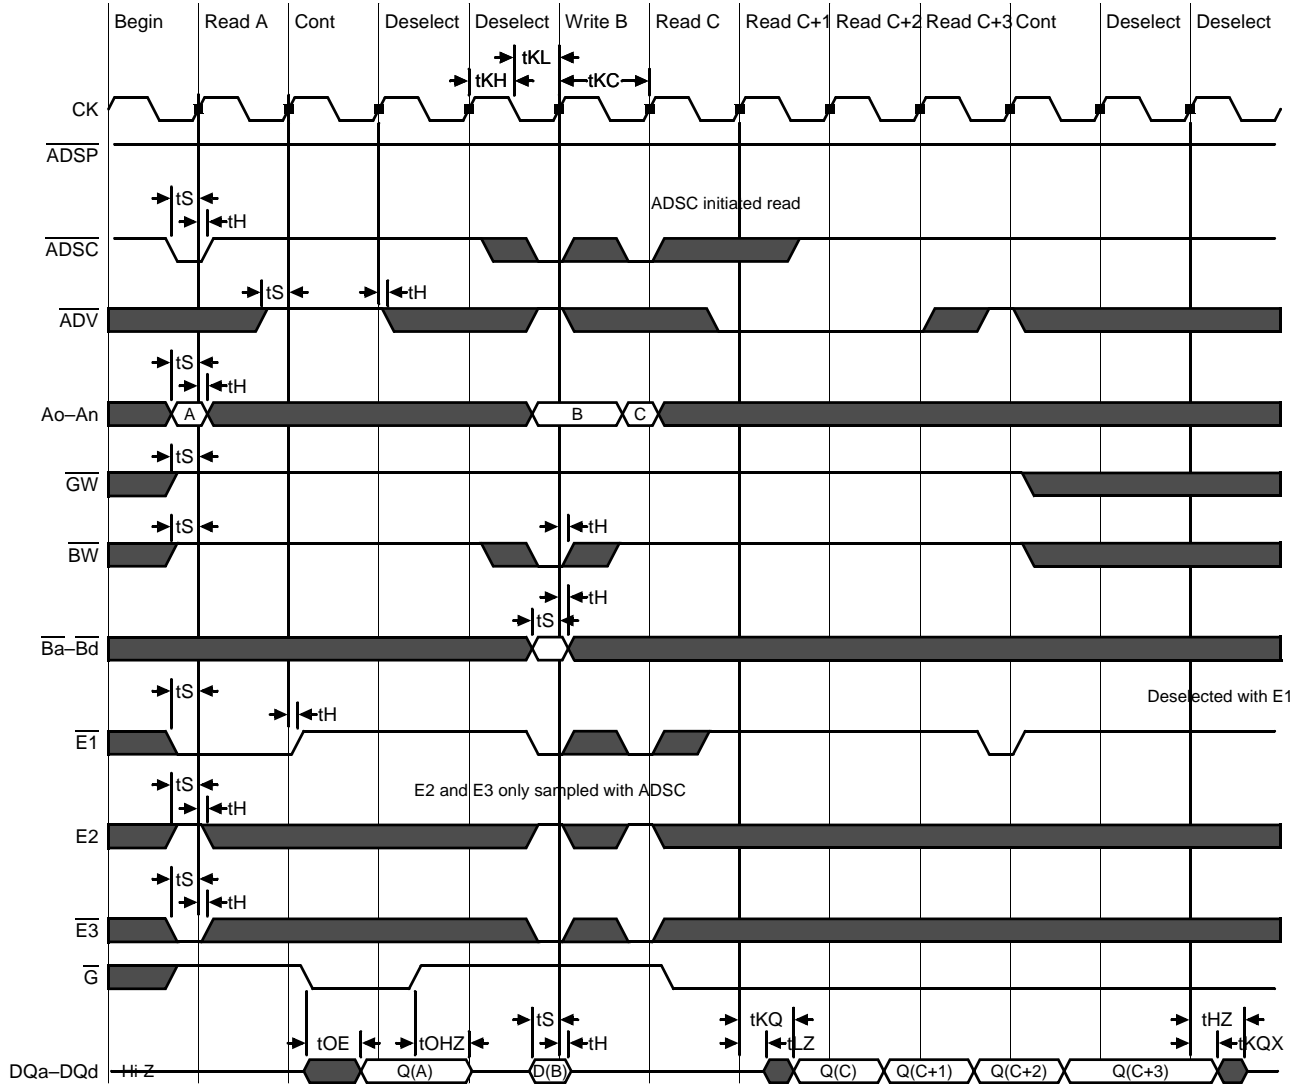 Begin Read A Cont Deselect Deselect Write B Read C Read C+1 Read C+2 Read C+3 Cont Deselect Deselect
tKL
tKH tKC
CK
ADSP
tS
ADSC initiated read
tH
ADSC
tS tH
ADV
tS
tH
Ao–An A B C
tS
GW
tS tH
BW
tH
tS
Ba–Bd
tS
Deselected with E1
tH
E1
tS
E2 and E3 only sampled with ADSC
tH
E2
tS
tH
E3
G
tS tKQ tHZ
tOE tOHZ tH tLZ tKQX
DQa–DQd Hi-Z Q(A) D(B) Q(C) Q(C+1) Q(C+2) Q(C+3)